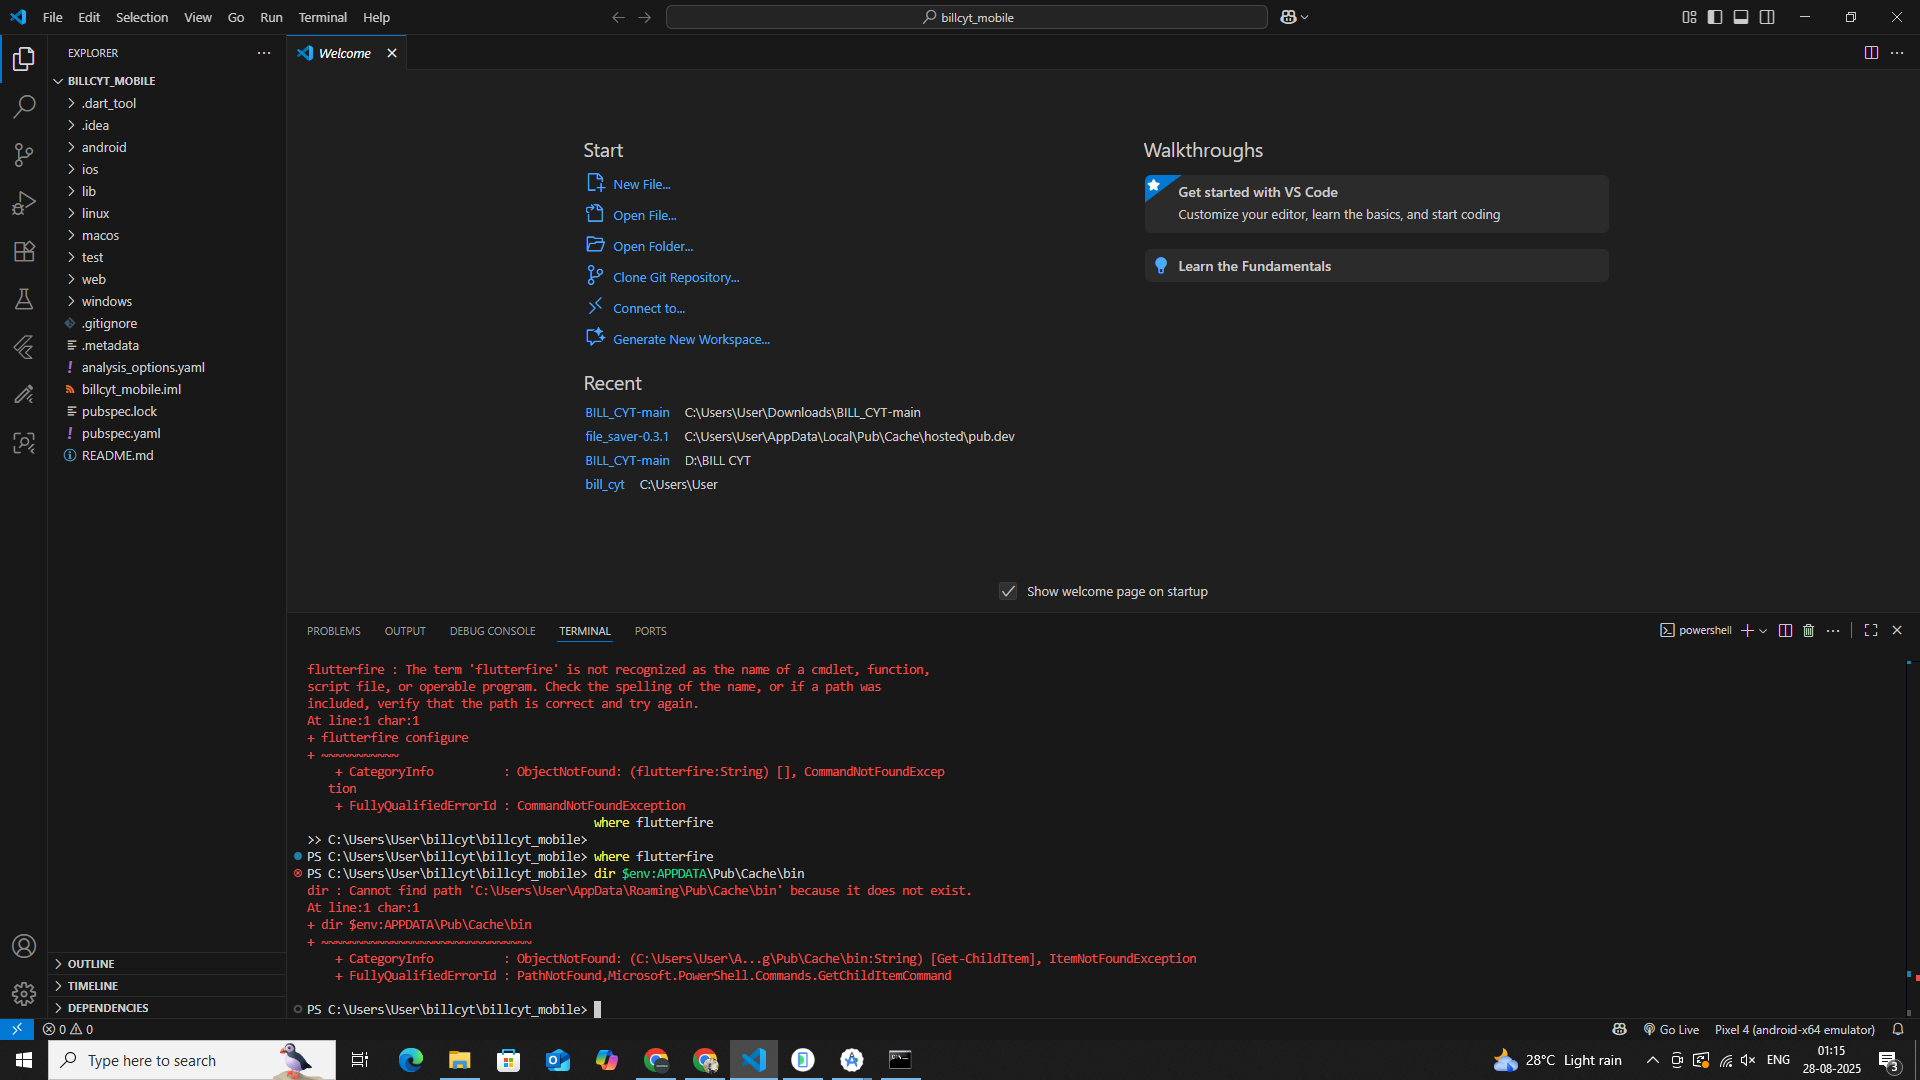 File Edit Selection View Go Run Terminal Help
billcyt_mobile
EXPLORER
BILLCYT_MOBILE
.dart_tool
.idea
android
ios
lib
linux
macos
test
web
windows
.gitignore
.metadata
analysis_options.yaml
billcyt_mobile.iml
pubspec.lock
pubspec.yaml
README.md
OUTLINE
TIMELINE
DEPENDENCIES
Welcome
Start
New File...
Open File...
Open Folder...
Clone Git Repository...
Connect to...
Generate New Workspace...
Recent
BILL_CYT-main C:\Users\User\Downloads\BILL_CYT-main
file_saver-0.3.1 C:\Users\User\AppData\Local\Pub\Cache\hosted\pub.dev
BILL_CYT-main D:\BILL CYT
bill_cyt C:\Users\User
Walkthroughs
Get started with VS Code
Customize your editor, learn the basics, and start coding
Learn the Fundamentals
Show welcome page on startup
PROBLEMS OUTPUT DEBUG CONSOLE TERMINAL PORTS
powershell
flutterfire : The term 'flutterfire' is not recognized as the name of a cmdlet, function,
script file, or operable program. Check the spelling of the name, or if a path was
included, verify that the path is correct and try again.
At line:1 char:1
+ flutterfire configure
+ ~~~~~~~~~~~
+ CategoryInfo : ObjectNotFound: (flutterfire:String) [], CommandNotFoundExcep
tion
+ FullyQualifiedErrorId : CommandNotFoundException
where flutterfire
>> C:\Users\User\billcyt\billcyt_mobile>
PS C:\Users\User\billcyt\billcyt_mobile> where flutterfire
PS C:\Users\User\billcyt\billcyt_mobile> dir $env:APPDATA\Pub\Cache\bin
dir : Cannot find path 'C:\Users\User\AppData\Roaming\Pub\Cache\bin' because it does not exist.
At line:1 char:1
+ dir $env:APPDATA\Pub\Cache\bin
+ ~~~~~~~~~~~~~~~~~~~~~~~~~~~~~~
+ CategoryInfo : ObjectNotFound: (C:\Users\User\A...g\Pub\Cache\bin:String) [Get-ChildItem], ItemNotFoundException
+ FullyQualifiedErrorId : PathNotFound,Microsoft.PowerShell.Commands.GetChildItemCommand
PS C:\Users\User\billcyt\billcyt_mobile>
0 0
Go Live Pixel 4 (android-x64 emulator)
Type here to search
28°C Light rain
ENG
01:15
28-08-2025
3